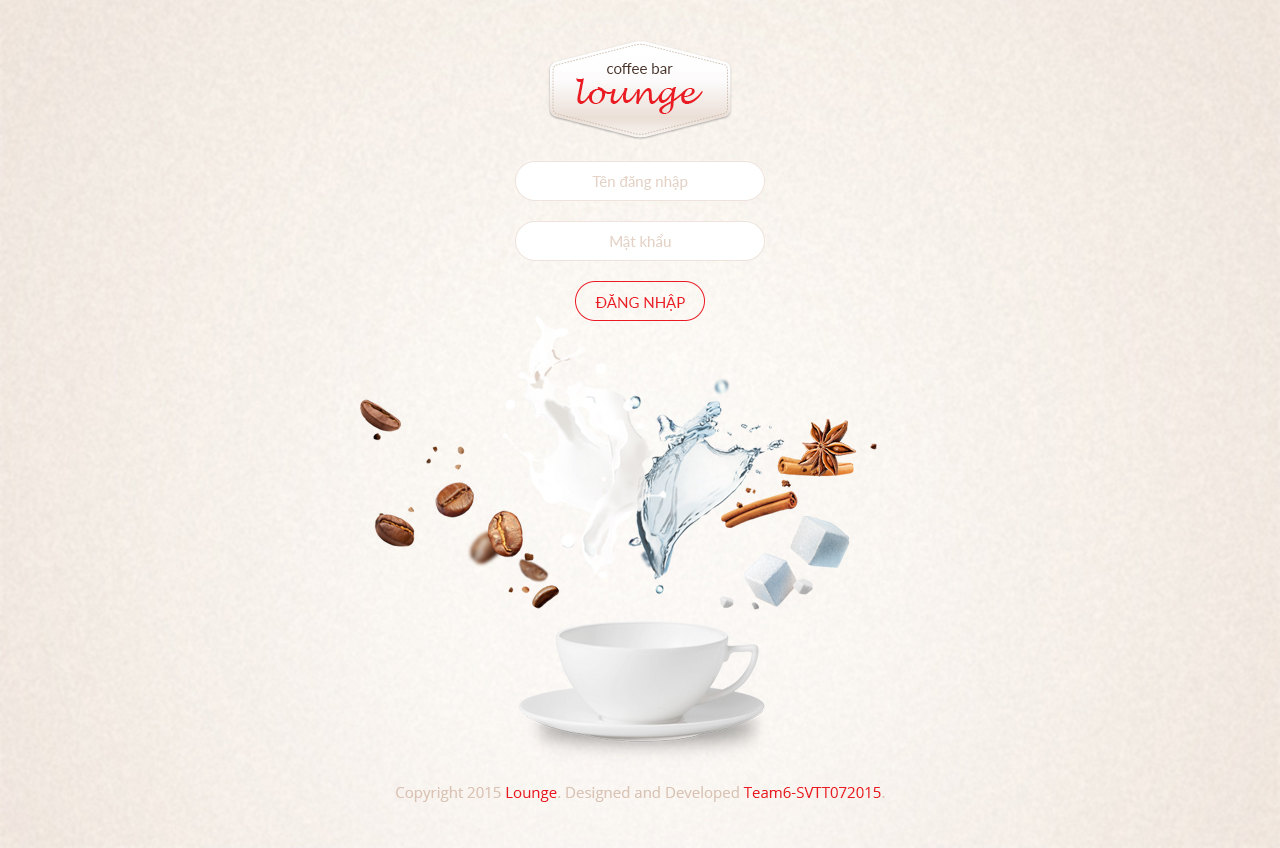 coffee bar
lounge
Tên đăng nhập
Mật khẩu
ĐĂNG NHẬP
Copyright 2015 Lounge. Designed and Developed Team6-SVTT072015.